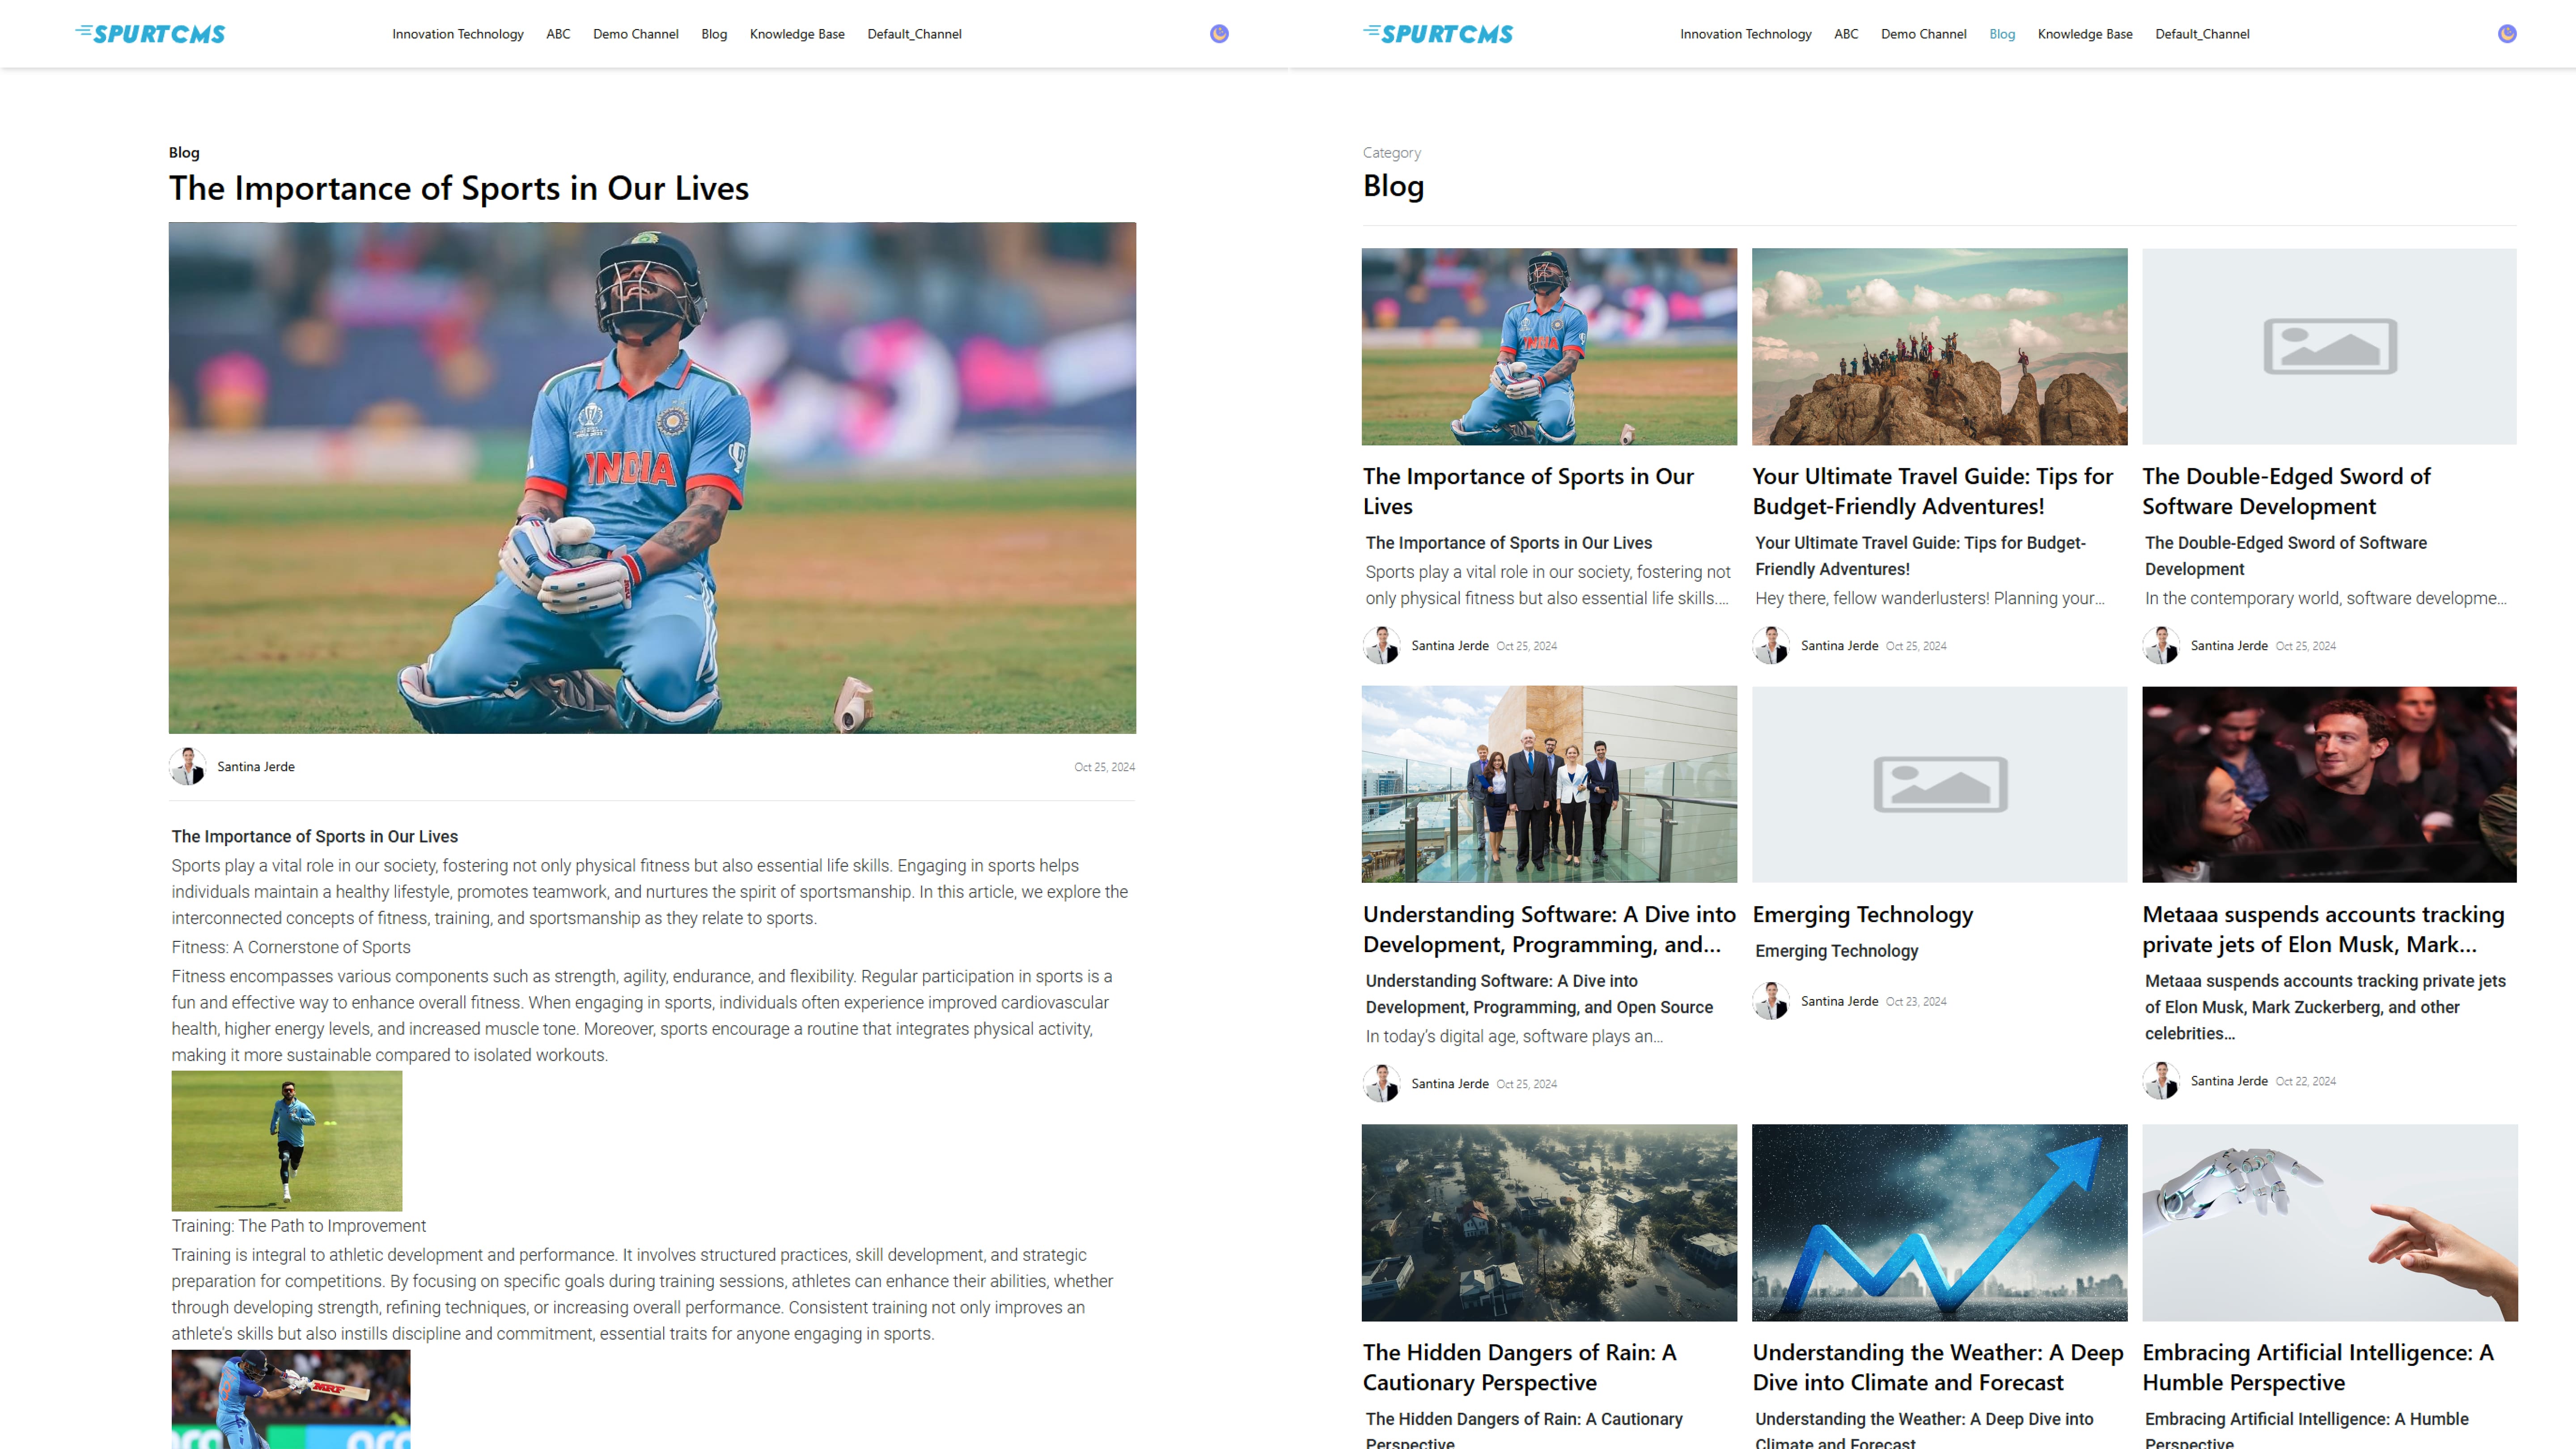 SPURTCMS
Innovation Technology ABC Demo Channel Blog Knowledge Base Default_Channel
Blog
The Importance of Sports in Our Lives
INDIA
Santina Jerde
Oct 25, 2024
The Importance of Sports in Our Lives
Sports play a vital role in our society, fostering not only physical fitness but also essential life skills. Engaging in sports helps
individuals maintain a healthy lifestyle, promotes teamwork, and nurtures the spirit of sportsmanship. In this article, we explore the
interconnected concepts of fitness, training, and sportsmanship as they relate to sports.
Fitness: A Cornerstone of Sports
Fitness encompasses various components such as strength, agility, endurance, and flexibility. Regular participation in sports is a
fun and effective way to enhance overall fitness. When engaging in sports, individuals often experience improved cardiovascular
health, higher energy levels, and increased muscle tone. Moreover, sports encourage a routine that integrates physical activity,
making it more sustainable compared to isolated workouts.
Training: The Path to Improvement
Training is integral to athletic development and performance. It involves structured practices, skill development, and strategic
preparation for competitions. By focusing on specific goals during training sessions, athletes can enhance their abilities, whether
through developing strength, refining techniques, or increasing overall performance. Consistent training not only improves an
athlete's skills but also instills discipline and commitment, essential traits for anyone engaging in sports.
MRF
SPURTCMS
Innovation Technology ABC Demo Channel Blog Knowledge Base Default_Channel
Category
Blog
INDIA
The Importance of Sports in Our
Lives
The Importance of Sports in Our Lives
Sports play a vital role in our society, fostering not
only physical fitness but also essential life skills....
Santina Jerde Oct 25, 2024
Your Ultimate Travel Guide: Tips for
Budget-Friendly Adventures!
Your Ultimate Travel Guide: Tips for Budget-
Friendly Adventures!
Hey there, fellow wanderlusters! Planning your...
Santina Jerde Oct 25, 2024
The Double-Edged Sword of
Software Development
The Double-Edged Sword of Software
Development
In the contemporary world, software developme...
Santina Jerde Oct 25, 2024
Understanding Software: A Dive into
Development, Programming, and...
Understanding Software: A Dive into
Development, Programming, and Open Source
In today's digital age, software plays an...
Santina Jerde Oct 25, 2024
Emerging Technology
Emerging Technology
Santina Jerde Oct 23, 2024
Metaaa suspends accounts tracking
private jets of Elon Musk, Mark...
Metaaa suspends accounts tracking private jets
of Elon Musk, Mark Zuckerberg, and other
celebrities...
Santina Jerde Oct 22, 2024
The Hidden Dangers of Rain: A
Cautionary Perspective
The Hidden Dangers of Rain: A Cautionary
Perspective
Understanding the Weather: A Deep
Dive into Climate and Forecast
Understanding the Weather: A Deep Dive into
Climate and Forecast
Embracing Artificial Intelligence: A
Humble Perspective
Embracing Artificial Intelligence: A Humble
Perspective